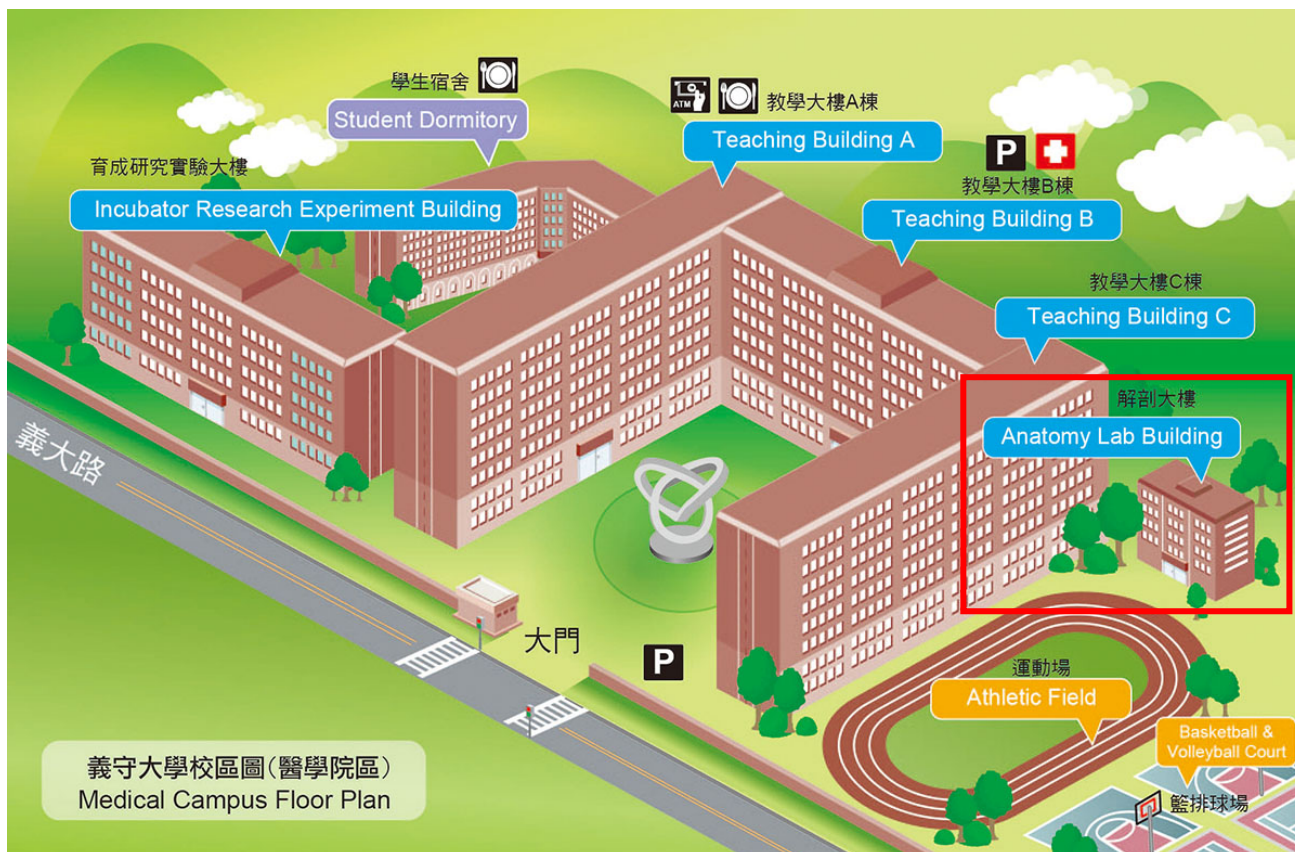 學生宿舍
Student Dormitory
ATM
教學大樓A棟
Teaching Building A
育成研究實驗大樓
Incubator Research Experiment Building
P
教學大樓B棟
Teaching Building B
教學大樓C棟
Teaching Building C
解剖大樓
Anatomy Lab Building
義大路
大門
P
運動場
Athletic Field
Basketball &
Volleyball Court
籃排球場
義守大學校區圖(醫學院區)
Medical Campus Floor Plan